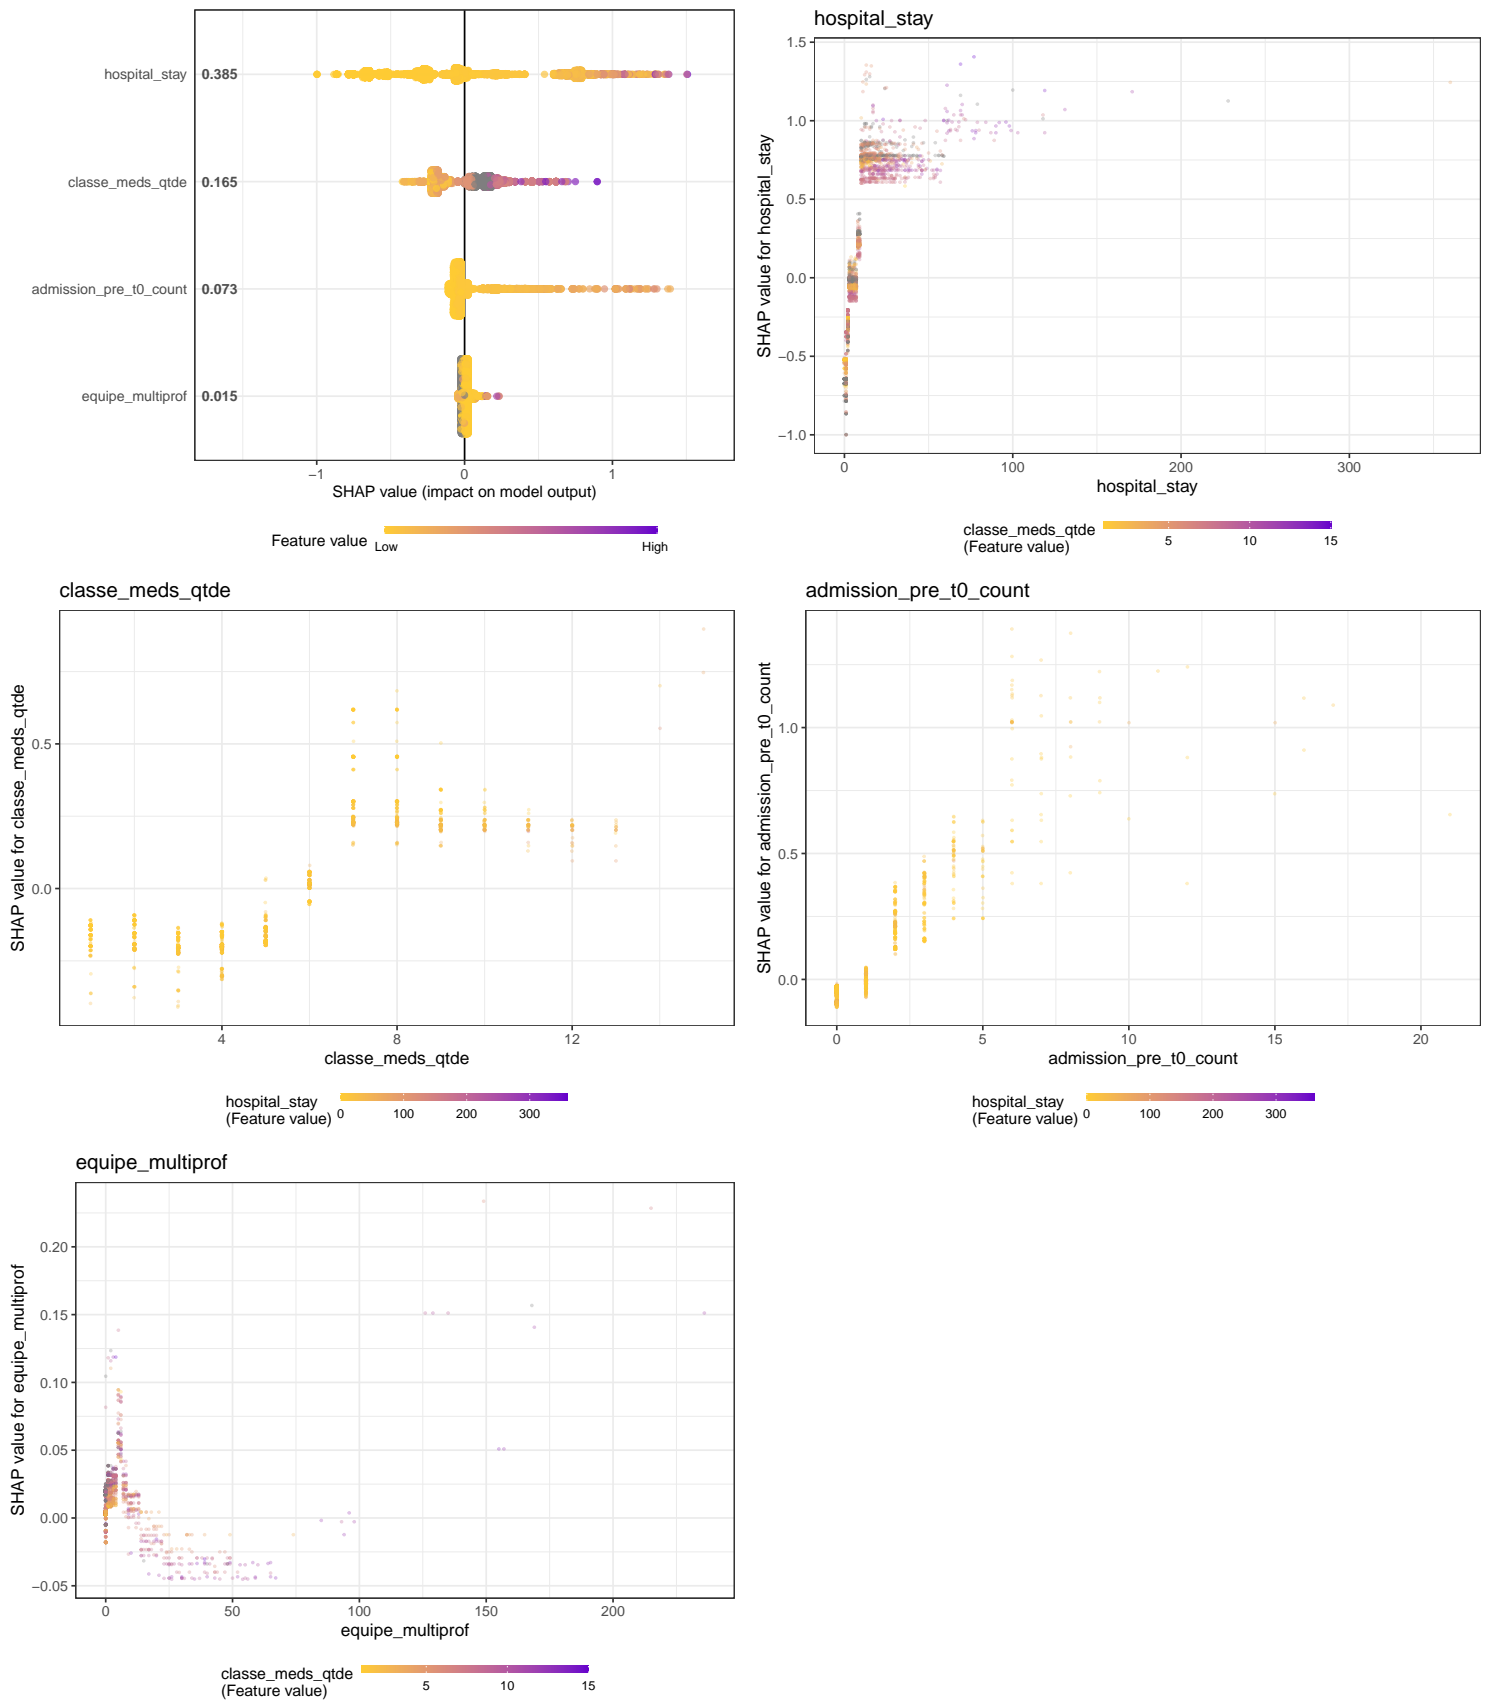 hospital_stay
0.385
classe_meds_qtde
0.165
admission_pre_t0_count
0.073
equipe_multiprof
0.015
−1
0
1
SHAP value (impact on model output)
Feature value
Low
High
hospital_stay
SHAP value for hospital_stay
1.5
1.0
0.5
0.0
−0.5
−1.0
0
100
200
300
hospital_stay
classe_meds_qtde
(Feature value)
5
10
15
classe_meds_qtde
SHAP value for classe_meds_qtde
0.5
0.0
4
8
12
classe_meds_qtde
hospital_stay
(Feature value)
0
100
200
300
admission_pre_t0_count
SHAP value for admission_pre_t0_count
1.0
0.5
0.0
0
5
10
15
20
admission_pre_t0_count
hospital_stay
(Feature value)
0
100
200
300
equipe_multiprof
SHAP value for equipe_multiprof
0.20
0.15
0.10
0.05
0.00
−0.05
0
50
100
150
200
equipe_multiprof
classe_meds_qtde
(Feature value)
5
10
15